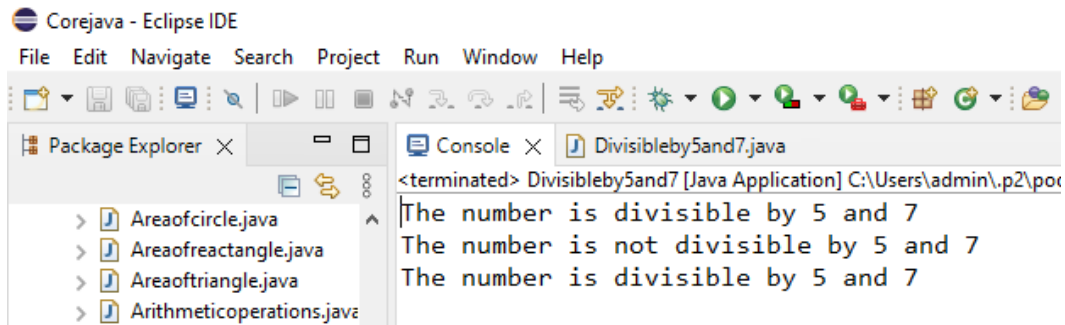 Corejava - Eclipse IDE
File Edit Navigate Search Project Run Window Help
Package Explorer
Console Divisibleby5and7.java
<terminated> Divisibleby5and7 [Java Application] C:\Users\admin\.p2\poo
Areaofcircle.java
Areaofreactangle.java
Areaoftriangle.java
Arithmeticoperations.java
The number is divisible by 5 and 7
The number is not divisible by 5 and 7
The number is divisible by 5 and 7